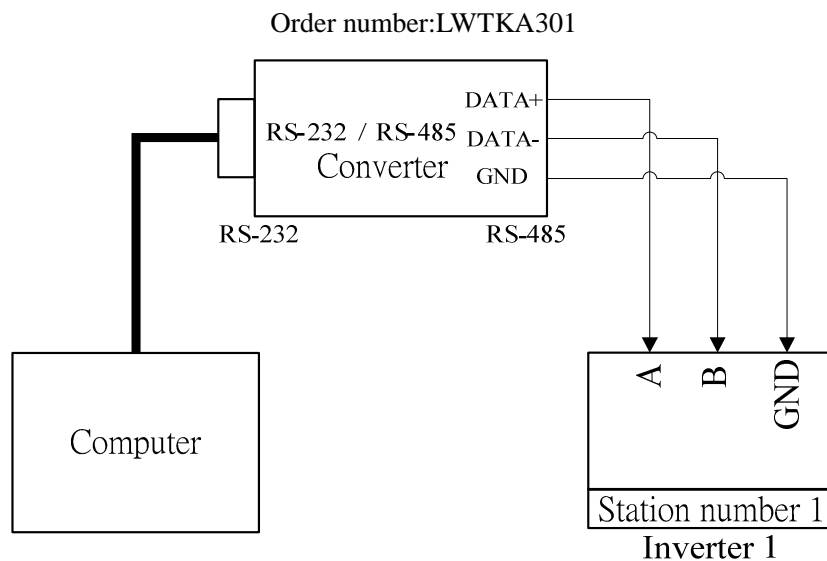 Order number:LWTKA301
DATA+
RS-232 / RS-485
DATA-
Converter
GND
RS-232
RS-485
A
B
GND
Computer
Station number 1
Inverter 1